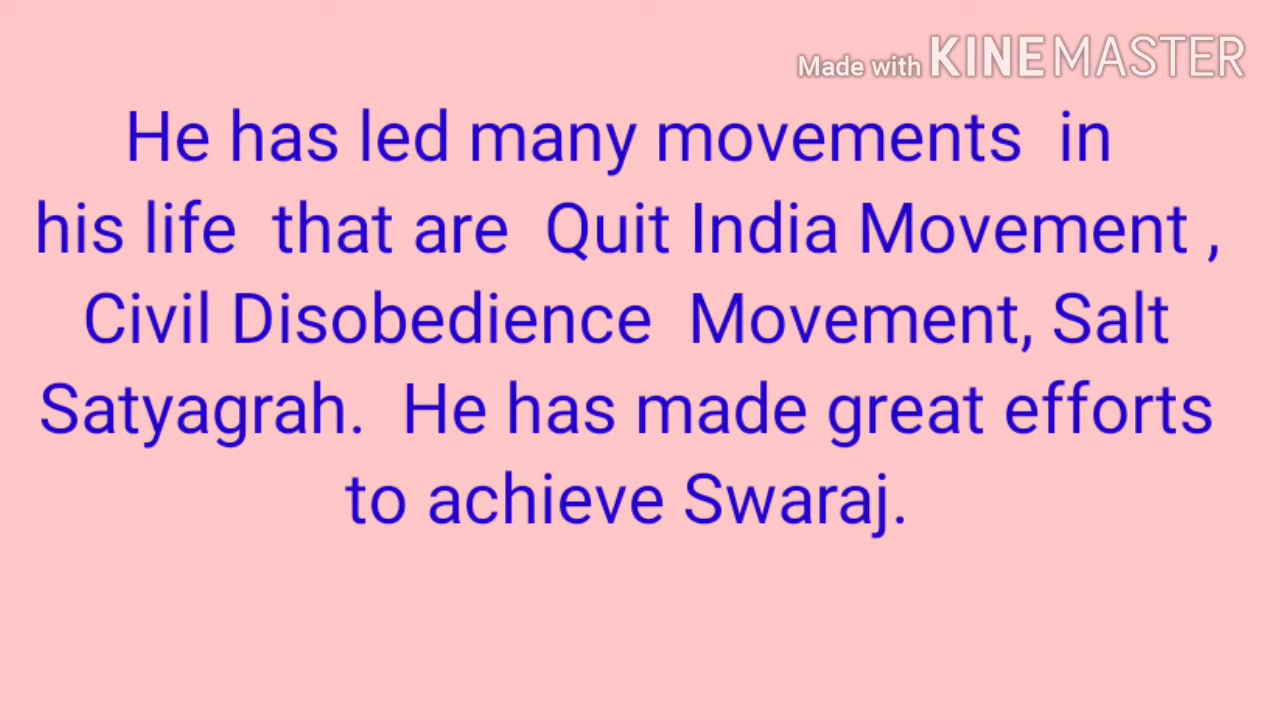 Made with KINEMASTER
He has led many movements in
his life that are Quit India Movement ,
Civil Disobedience Movement, Salt
Satyagrah. He has made great efforts
to achieve Swaraj.